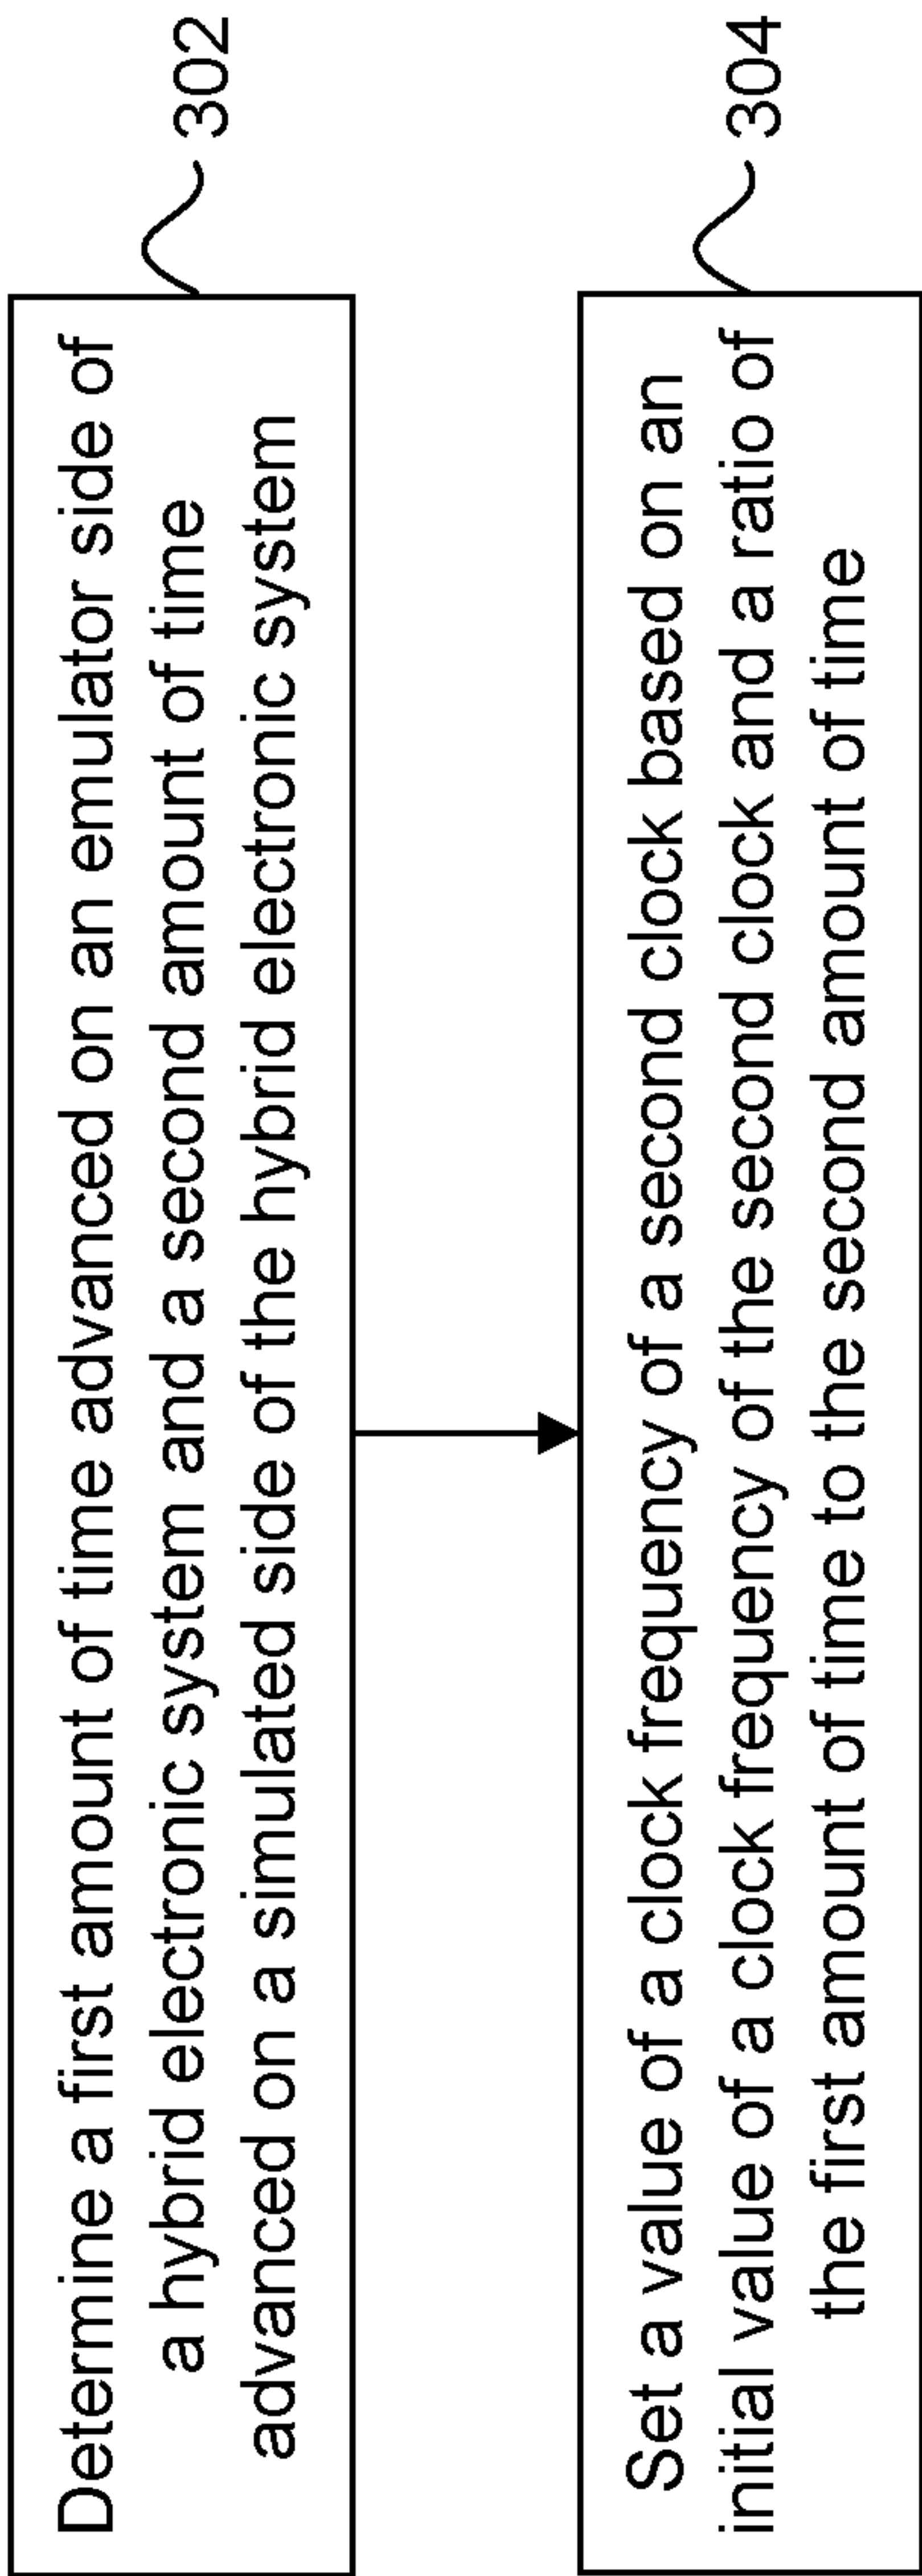 Determine a first amount of time advanced on an emulator side of
a hybrid electronic system and a second amount of time
advanced on a simulated side of the hybrid electronic system
302
Set a value of a clock frequency of a second clock based on an
initial value of a clock frequency of the second clock and a ratio of
the first amount of time to the second amount of time
304